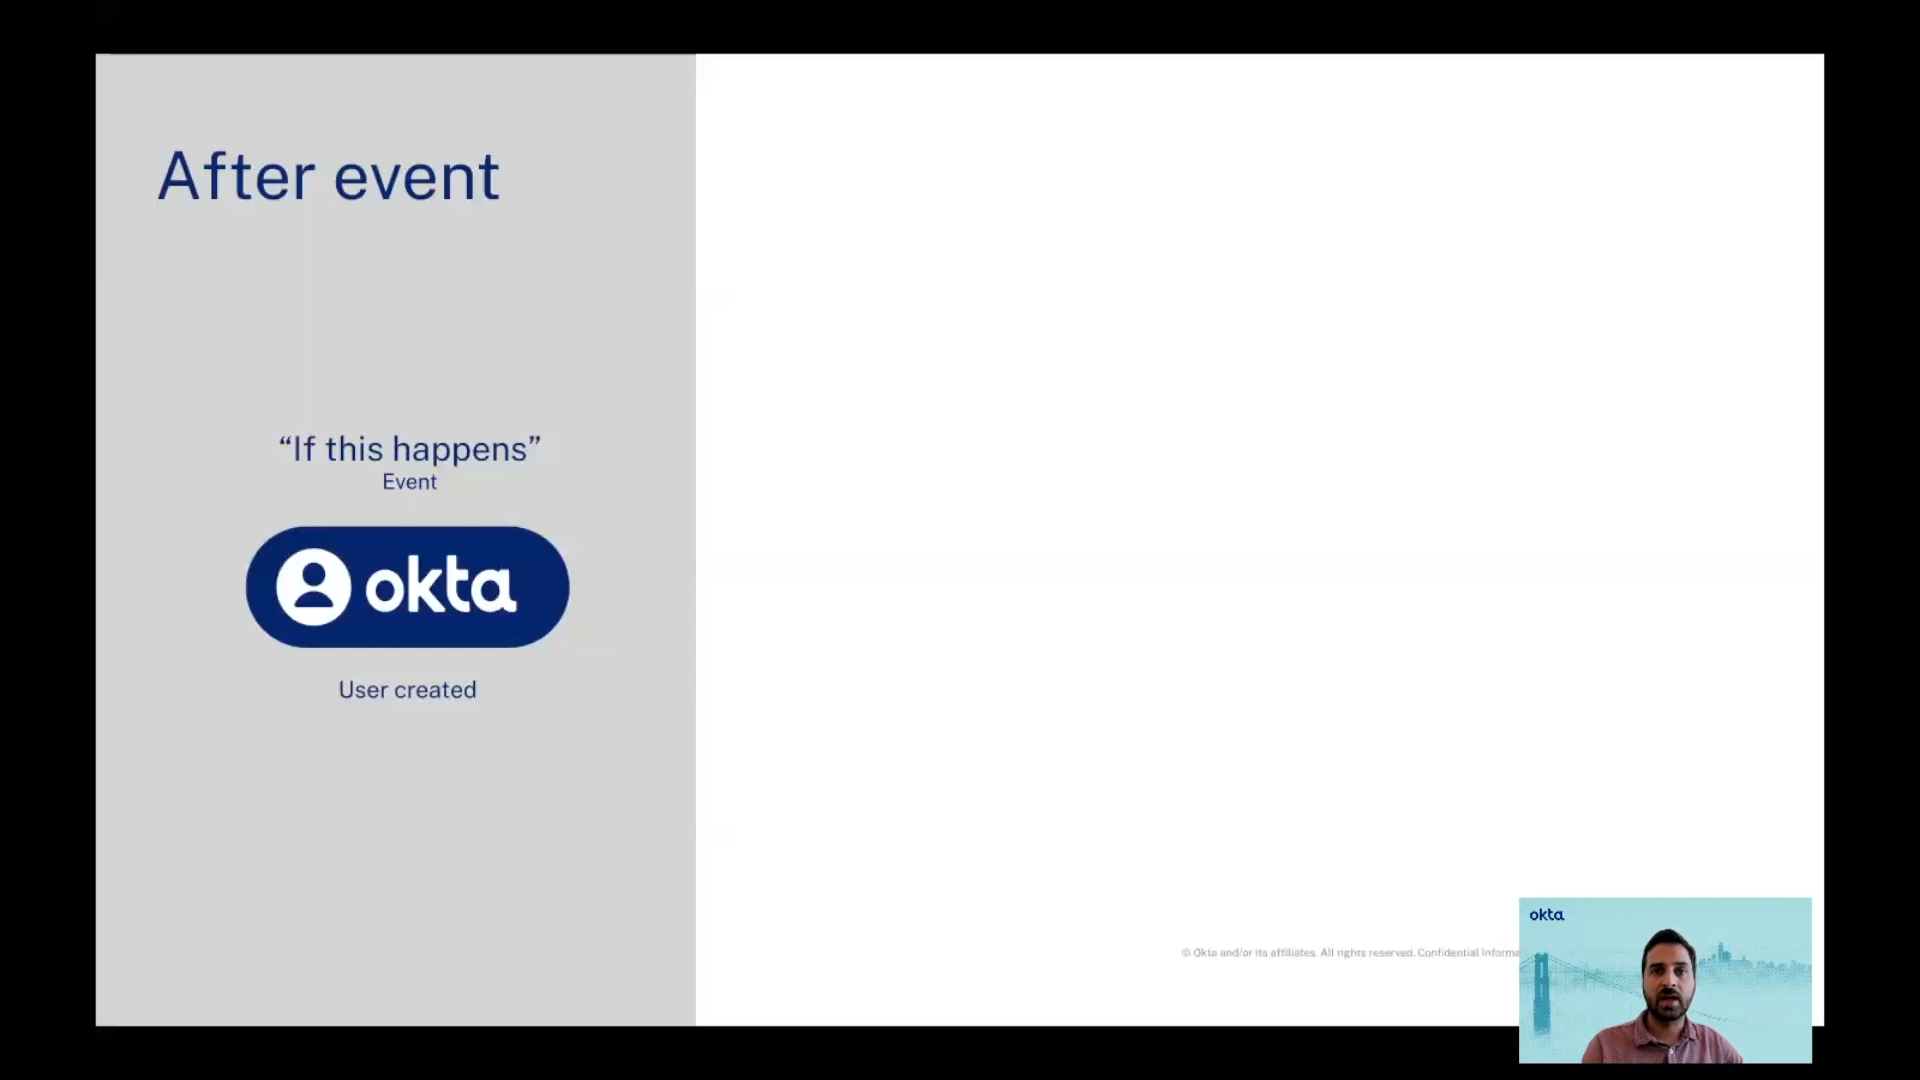 After event
“If this happens”
Event
okta
User created
© Okta and/or its affiliates. All rights reserved. Confidential Informa
okta